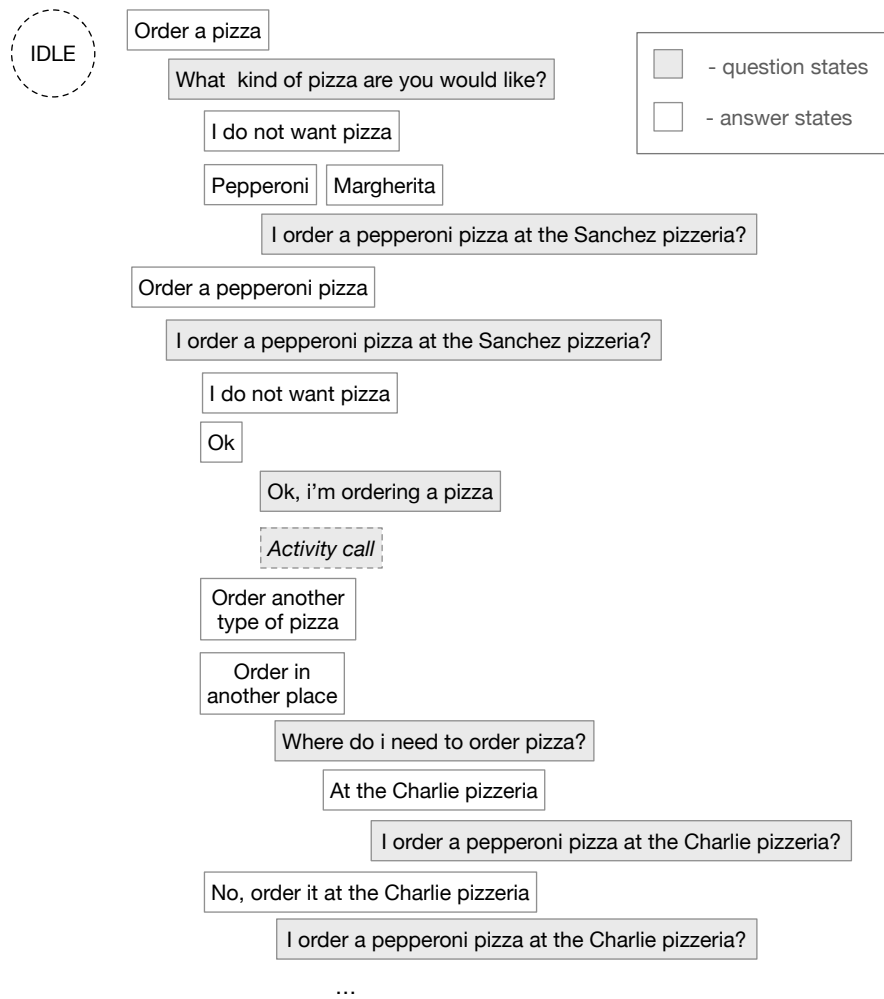 IDLE
Order a pizza
What kind of pizza are you would like?
- question states
- answer states
I do not want pizza
Pepperoni
Margherita
I order a pepperoni pizza at the Sanchez pizzeria?
Order a pepperoni pizza
I order a pepperoni pizza at the Sanchez pizzeria?
I do not want pizza
Ok
Ok, i’m ordering a pizza
Activity call
Order another
type of pizza
Order in
another place
Where do i need to order pizza?
At the Charlie pizzeria
I order a pepperoni pizza at the Charlie pizzeria?
No, order it at the Charlie pizzeria
I order a pepperoni pizza at the Charlie pizzeria?
...